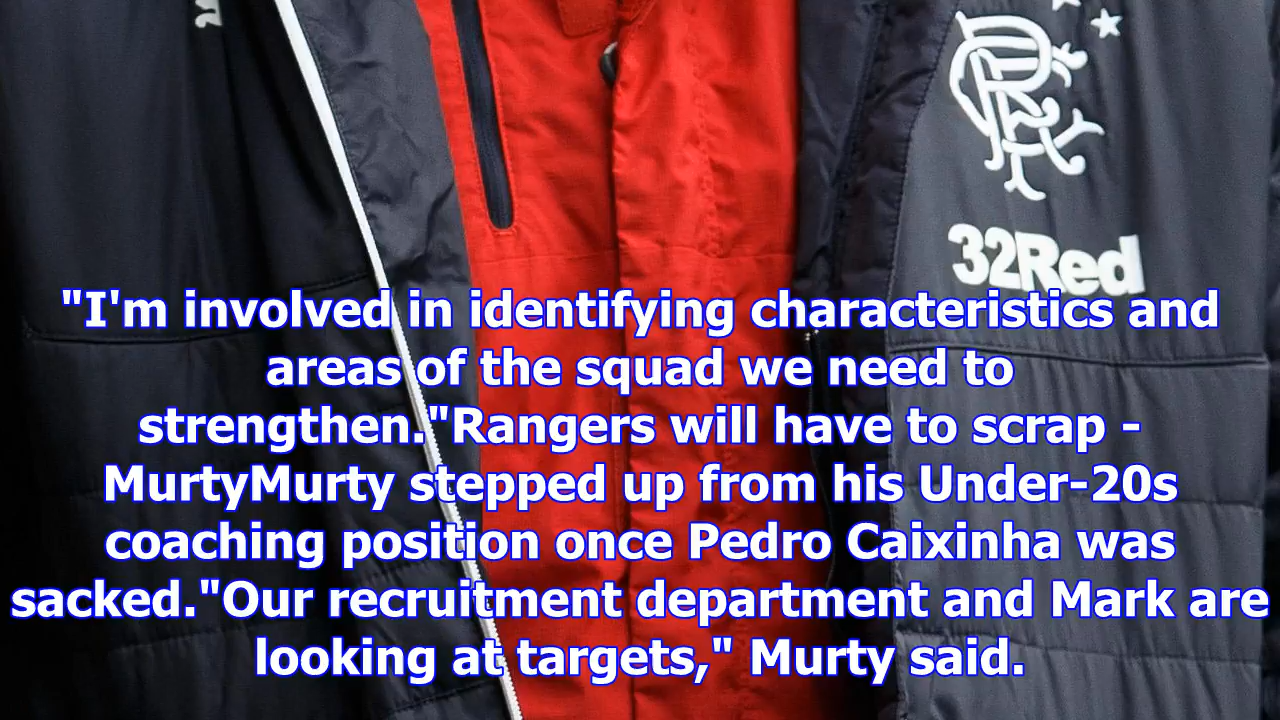 32Red
"I'm involved in identifying characteristics and
areas of the squad we need to
strengthen."Rangers will have to scrap -
MurtyMurty stepped up from his Under-20s
coaching position once Pedro Caixinha was
sacked."Our recruitment department and Mark are
looking at targets," Murty said.